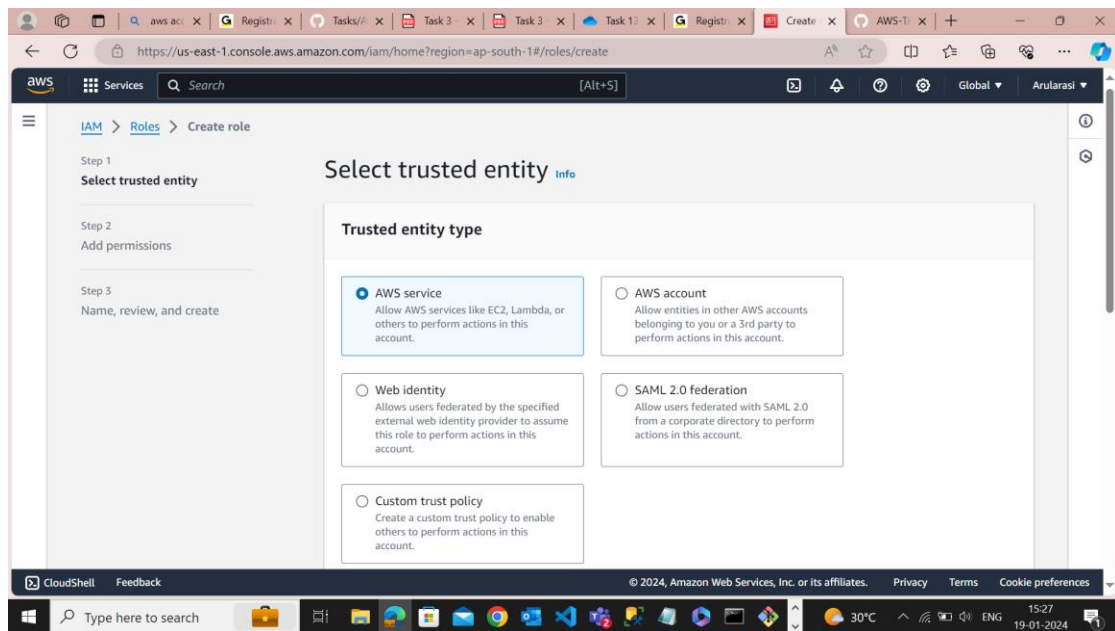 aws acc
Registra
Tasks/A
Task 3 -
Task 3 -
Task 13
Registr
Create
AWS-Ta
https://us-east-1.console.aws.amazon.com/iam/home?region=ap-south-1#/roles/create
aws
Services
Search
[Alt+S]
Global
Arularasi
IAM > Roles > Create role
Step 1
Select trusted entity
Step 2
Add permissions
Step 3
Name, review, and create
Select trusted entity Info
Trusted entity type
AWS service
Allow AWS services like EC2, Lambda, or
others to perform actions in this
account.
AWS account
Allow entities in other AWS accounts
belonging to you or a 3rd party to
perform actions in this account.
Web identity
Allows users federated by the specified
external web identity provider to assume
this role to perform actions in this
account.
SAML 2.0 federation
Allow users federated with SAML 2.0
from a corporate directory to perform
actions in this account.
Custom trust policy
Create a custom trust policy to enable
others to perform actions in this
account.
CloudShell
Feedback
© 2024, Amazon Web Services, Inc. or its affiliates.
Privacy
Terms
Cookie preferences
Type here to search
30°C
ENG
15:27
19-01-2024